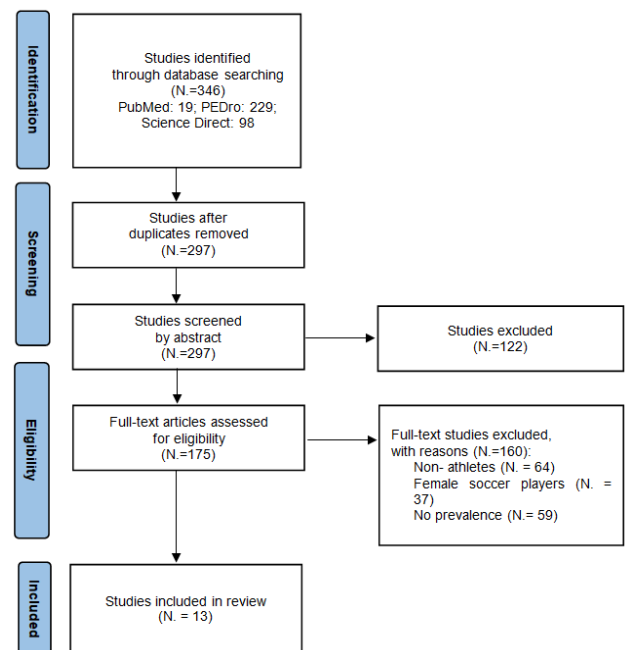 Identification
Studies identified
through database searching
(N.=346)
PubMed: 19; PEDro: 229;
Science Direct: 98
Screening
Studies after
duplicates removed
(N.=297)
Studies screened
by abstract
(N.=297)
Studies excluded
(N.=122)
Eligibility
Full-text articles assessed
for eligibility
(N.=175)
Full-text studies excluded,
with reasons (N.=160):
Non- athletes (N. = 64)
Female soccer players (N. =
37)
No prevalence (N.= 59)
Included
Studies included in review
(N. = 13)